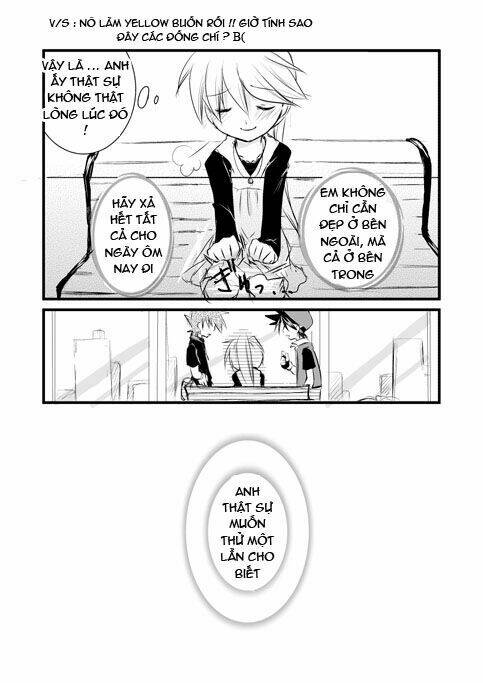 V/S : NÓ LÀM YELLOW BUỒN RỒI !! GIỜ TÍNH SAO
ĐÂY CÁC ĐỒNG CHÍ ? B(
VẬY LÀ ... ANH
ẤY THẬT SỰ
KHÔNG THẬT
LÒNG LÚC ĐÓ
!
EM KHÔNG
CHỈ CẦN
ĐẸP Ở BÊN
NGOÀI, MÀ
CẢ Ở BÊN
TRONG
HÃY XẢ
HẾT TẤT
CẢ CHO
NGÀY ÔM
NAY ĐI
ANH
THẬT SỰ
MUỐN
THỬ MỘT
LẦN CHO
BIẾT